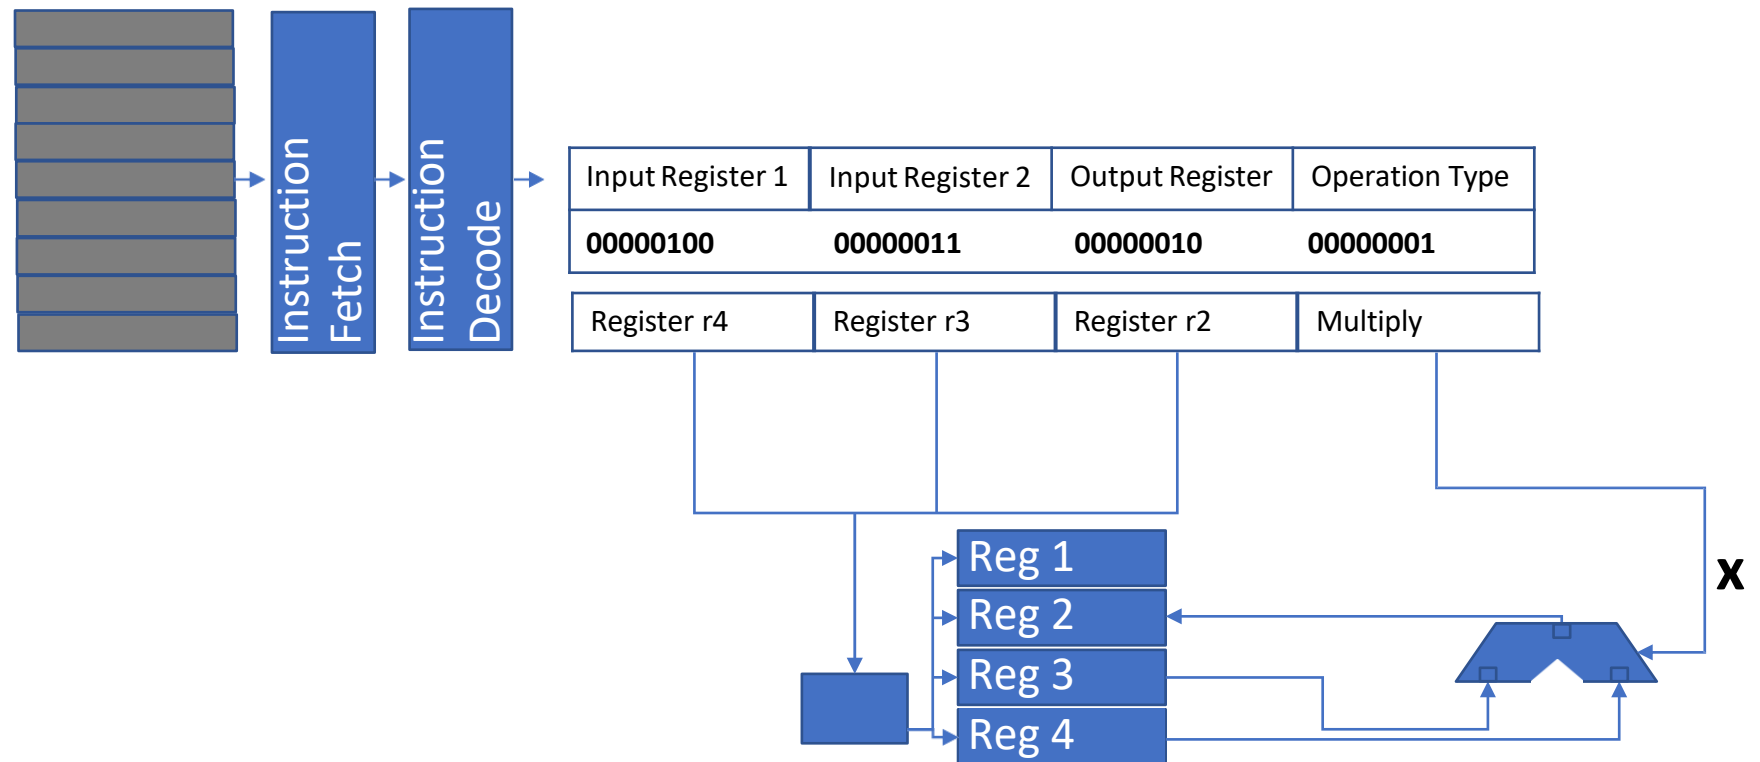 Instruction
Fetch
Instruction
Decode
Input Register 1 Input Register 2 Output Register Operation Type
00000100 00000011 00000010 00000001
Register r4 Register r3 Register r2 Multiply
Reg 1
Reg 2
Reg 3
Reg 4
X